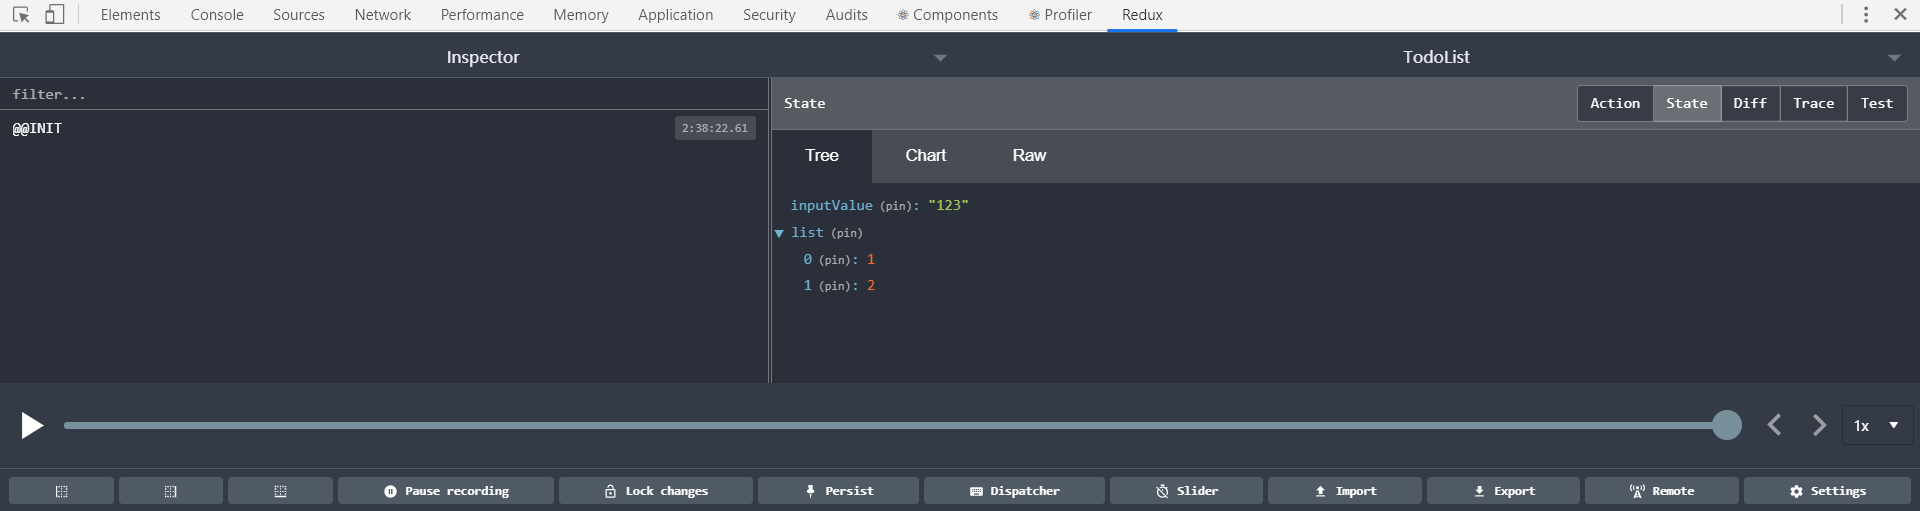 Elements Console Sources Network Performance Memory Application Security Audits Components Profiler Redux
Inspector TodoList
filter...
@@INIT 2:38:22.61
State Action State Diff Trace Test
Tree Chart Raw
inputValue (pin): "123"
list (pin)
0 (pin): 1
1 (pin): 2
1x
Pause recording Lock changes Persist Dispatcher Slider Import Export Remote Settings